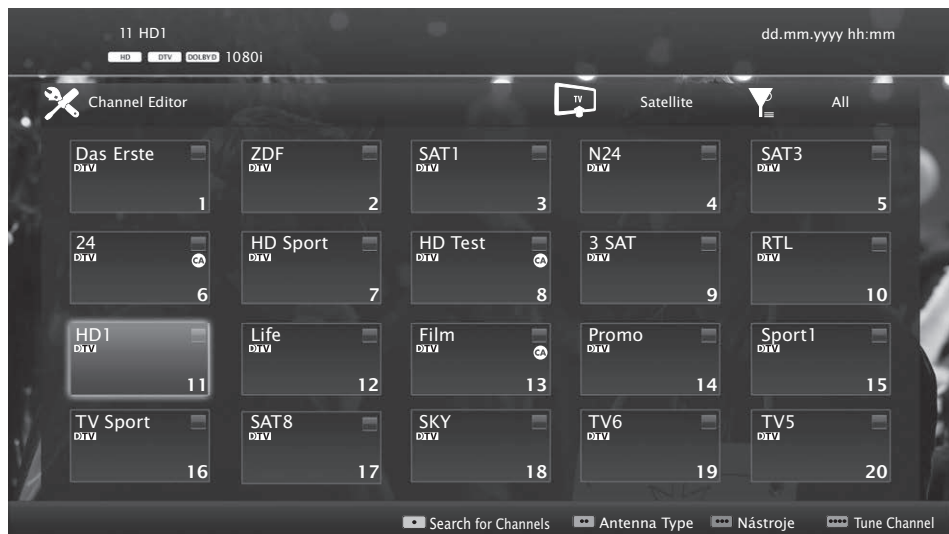 11 HD1
dd.mm.yyyy hh:mm
HD DTV DOLBY D 1080i
Channel Editor
TV
Satellite
All
Das Erste
DTV
1
ZDF
DTV
2
SAT1
DTV
3
N24
DTV
4
SAT3
DTV
5
24
DTV
CA
6
HD Sport
DTV
7
HD Test
DTV
CA
8
3 SAT
DTV
9
RTL
DTV
10
HD1
DTV
11
Life
DTV
12
Film
DTV
CA
13
Promo
DTV
14
Sport1
DTV
15
TV Sport
DTV
16
SAT8
DTV
17
SKY
DTV
18
TV6
DTV
19
TV5
DTV
20
Search for Channels Antenna Type Nástroje Tune Channel